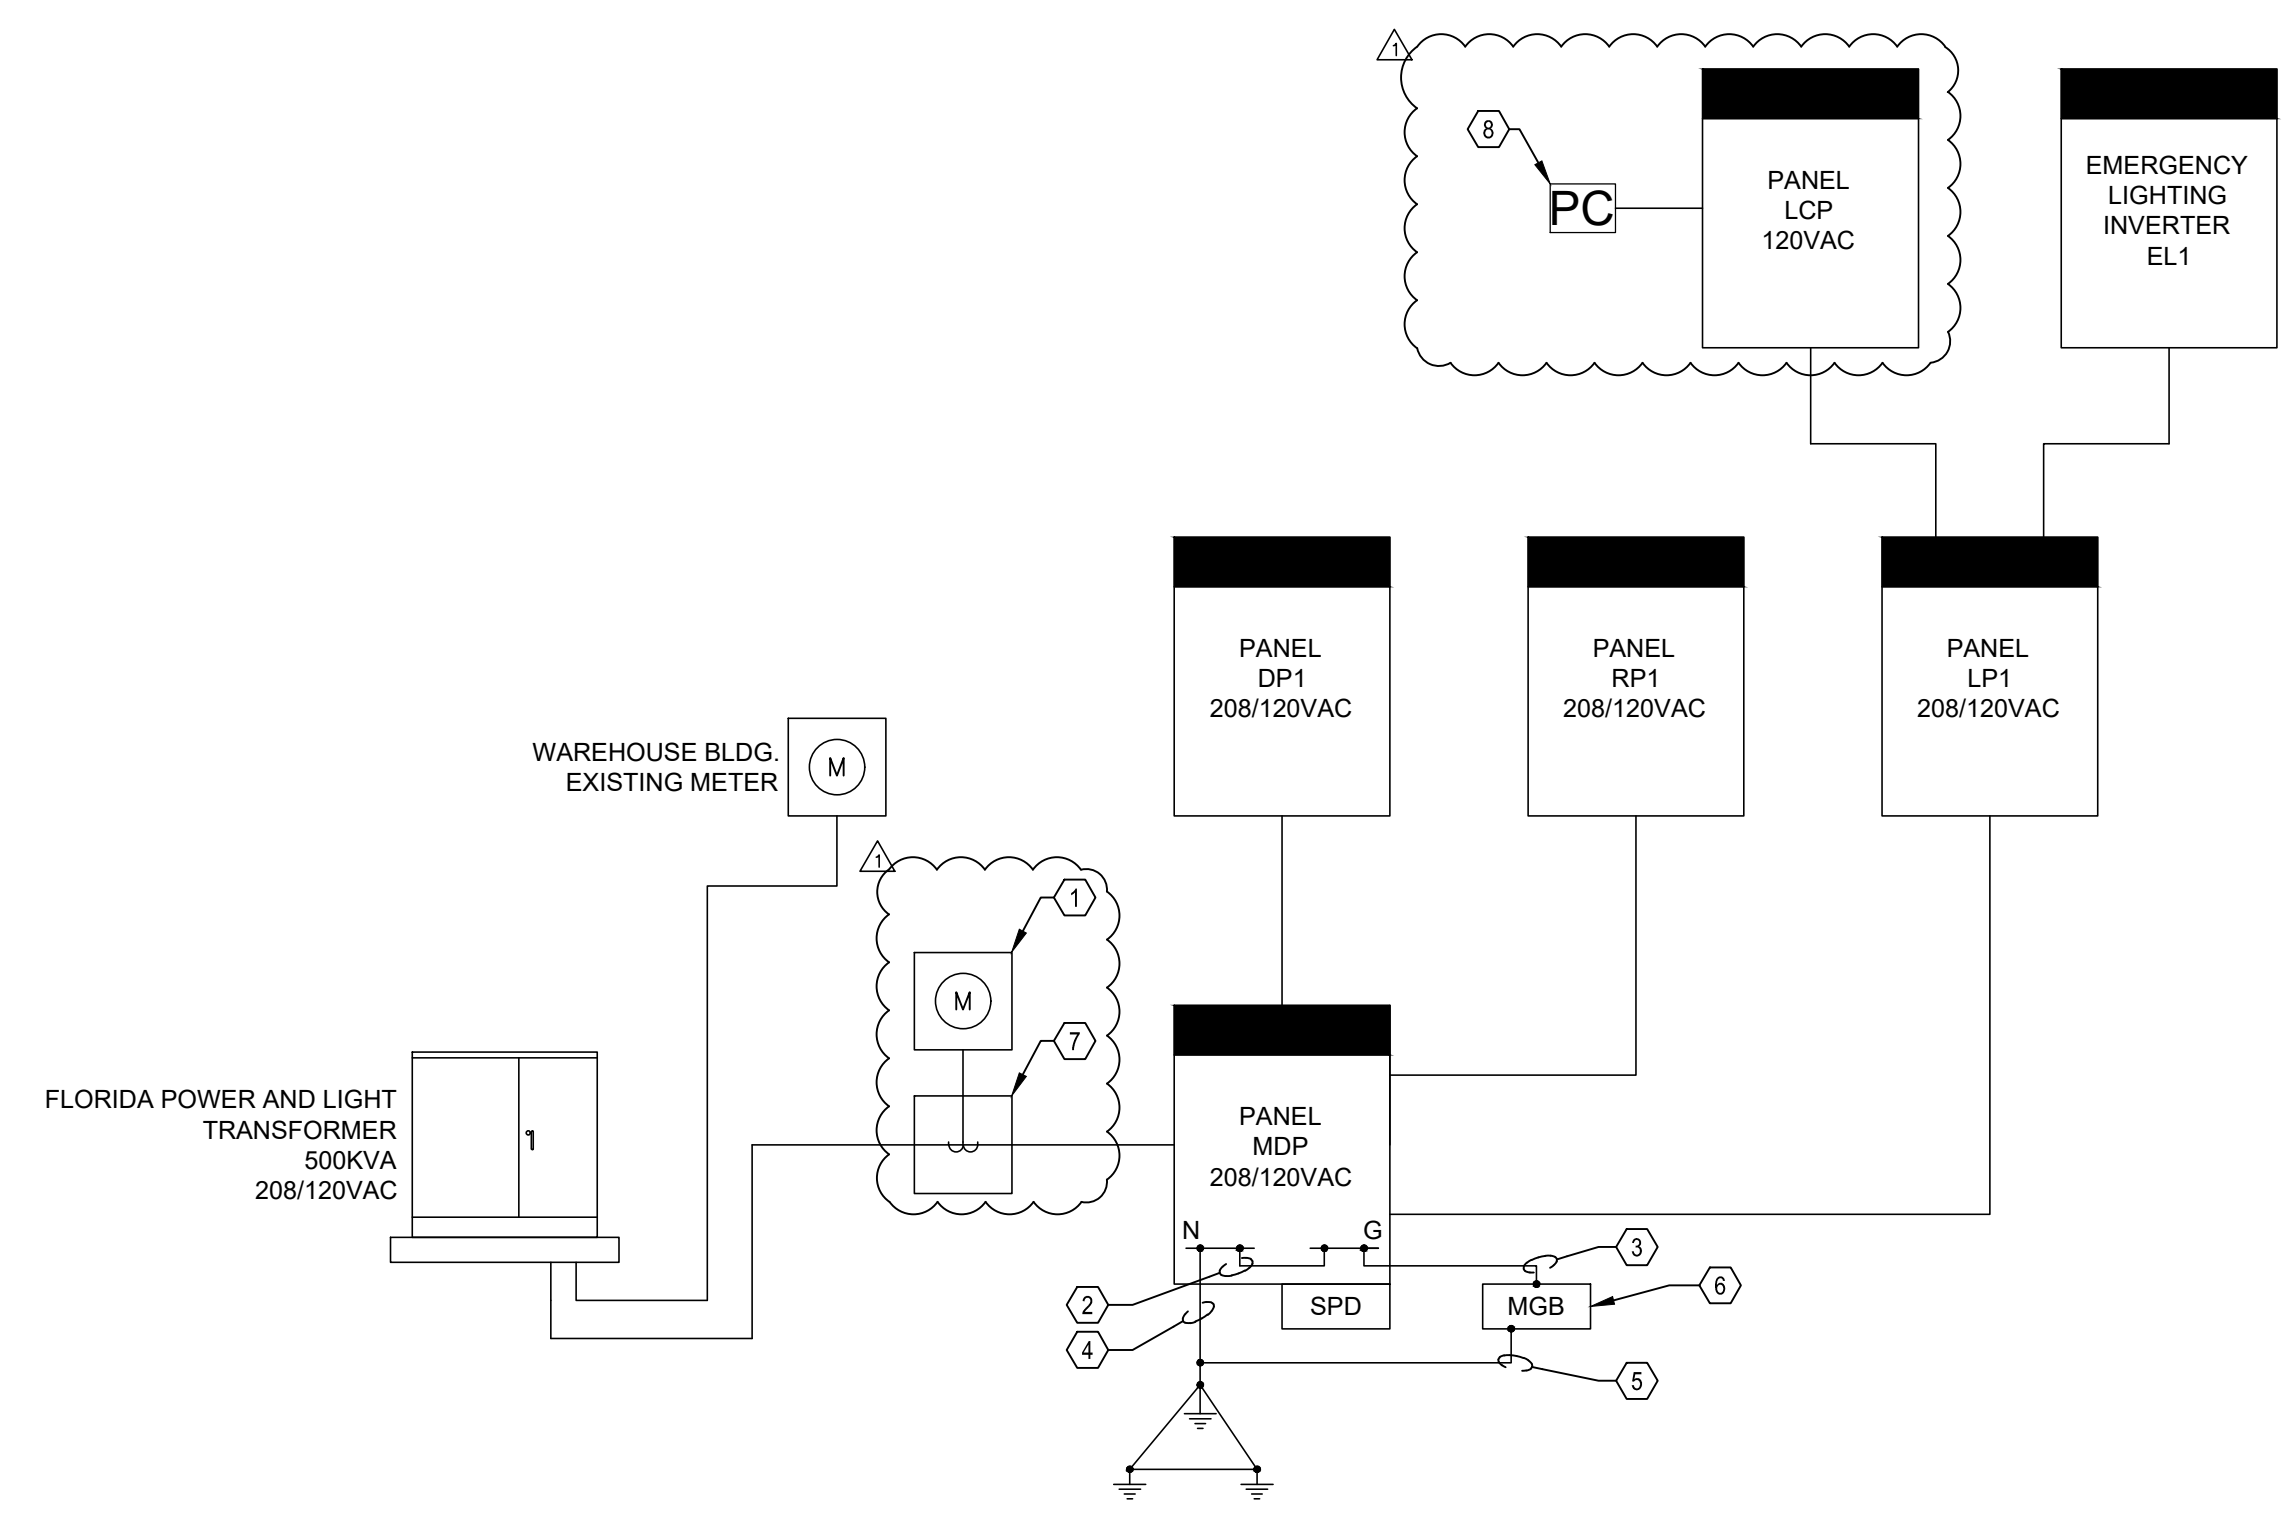 1
8
PC
PANEL
LCP
120VAC
EMERGENCY
LIGHTING
INVERTER
EL1
PANEL
DP1
208/120VAC
PANEL
RP1
208/120VAC
PANEL
LP1
208/120VAC
WAREHOUSE BLDG.
EXISTING METER
M
1
1
M
7
FLORIDA POWER AND LIGHT
TRANSFORMER
500KVA
208/120VAC
PANEL
MDP
208/120VAC
N
G
3
2
SPD
MGB
6
4
5